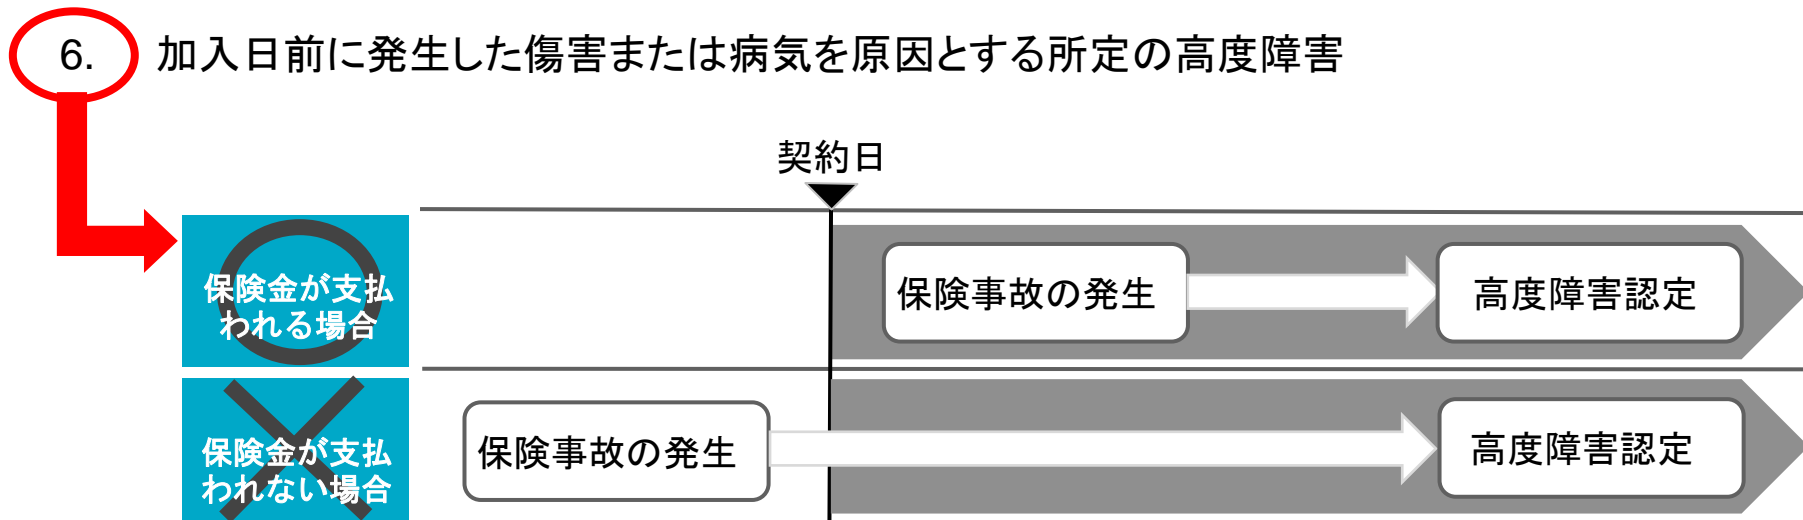 6. 加入日前に発生した傷害または病気を原因とする所定の高度障害
契約日
保険金が支払
われる場合
保険事故の発生
高度障害認定
保険金が支払
われない場合
保険事故の発生
高度障害認定